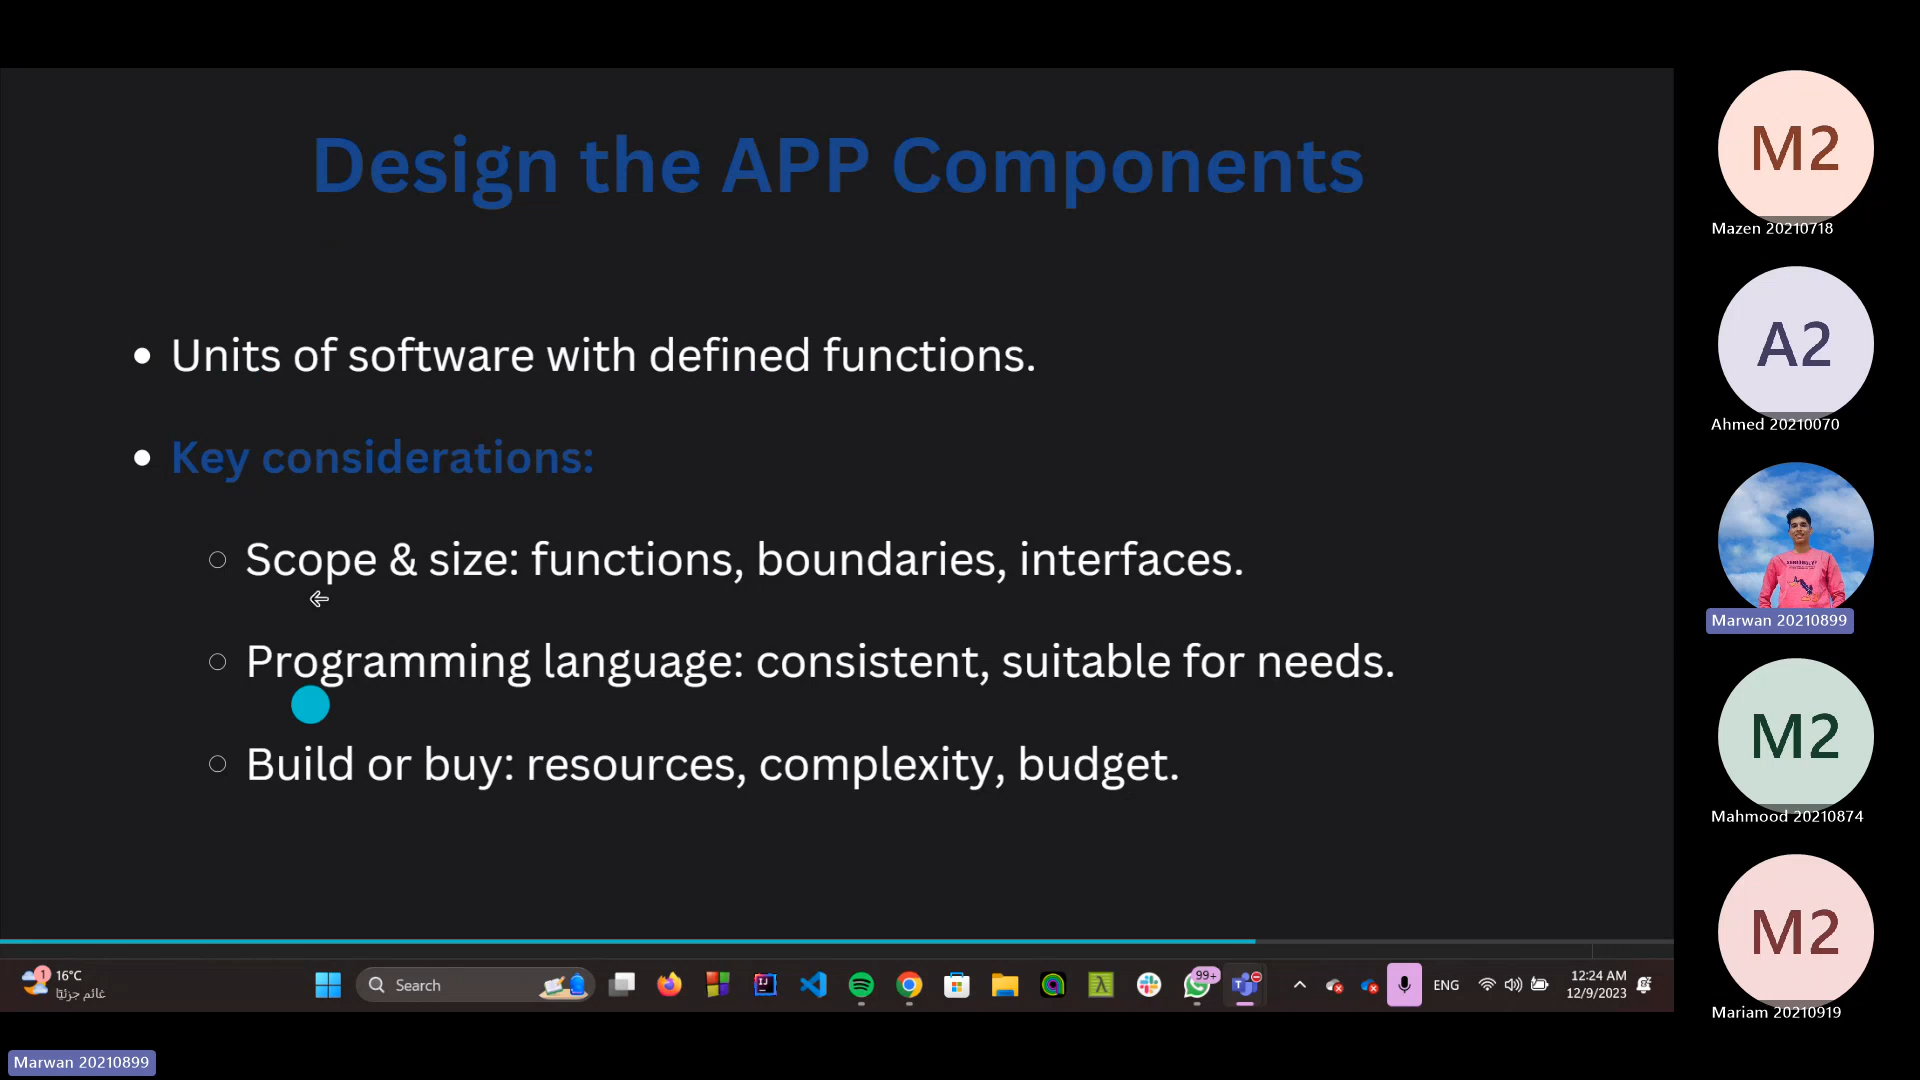 Design the APP Components
Units of software with defined functions.
Key considerations:
Scope & size: functions, boundaries, interfaces.
Programming language: consistent, suitable for needs.
Build or buy: resources, complexity, budget.
M2
Mazen 20210718
A2
Ahmed 20210070
Marwan 20210899
M2
Mahmood 20210874
M2
Mariam 20210919
1
16°C
غائم جزئيًا
Search
99+
ENG
12:24 AM
12/9/2023
Marwan 20210899